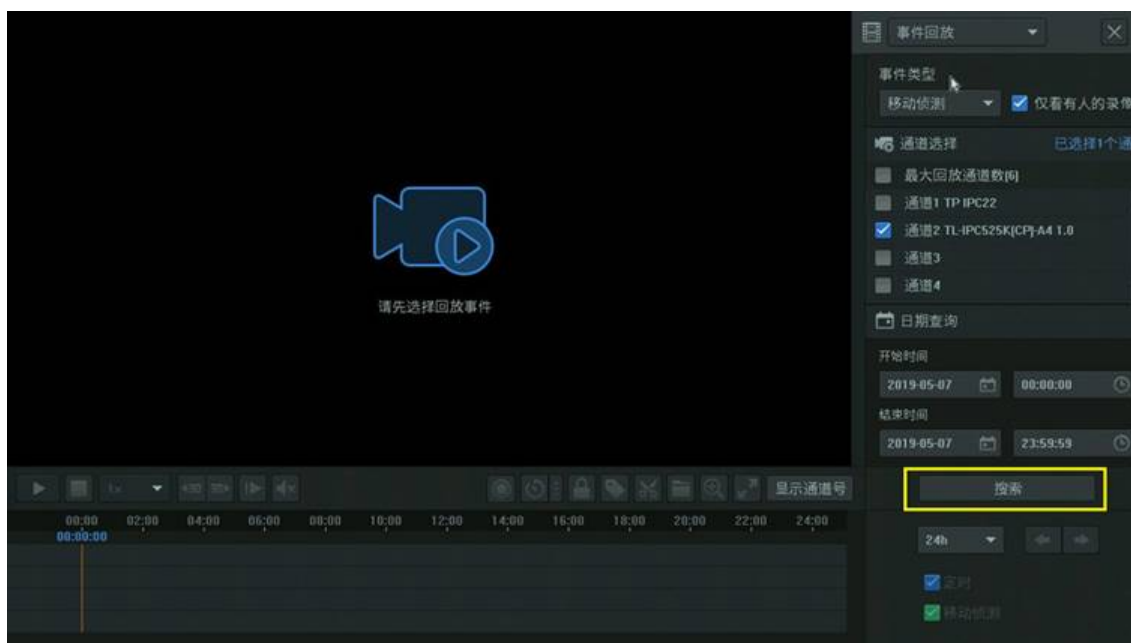 事件回放
事件类型
移动侦测 仅看有人的录像
通道选择 已选择1个通
最大回放通道数[6]
通道1 TP IPC22
通道2 TL-IPC525K(CP)-A4 1.0
通道3
通道4
请先选择回放事件
日期查询
开始时间
2019-05-07 00:00:00
结束时间
2019-05-07 23:59:59
1x 显示通道号 搜索
00:00 02:00 04:00 06:00 08:00 10:00 12:00 14:00 16:00 18:00 20:00 22:00 24:00
00:00:00
24h
定时
移动侦测